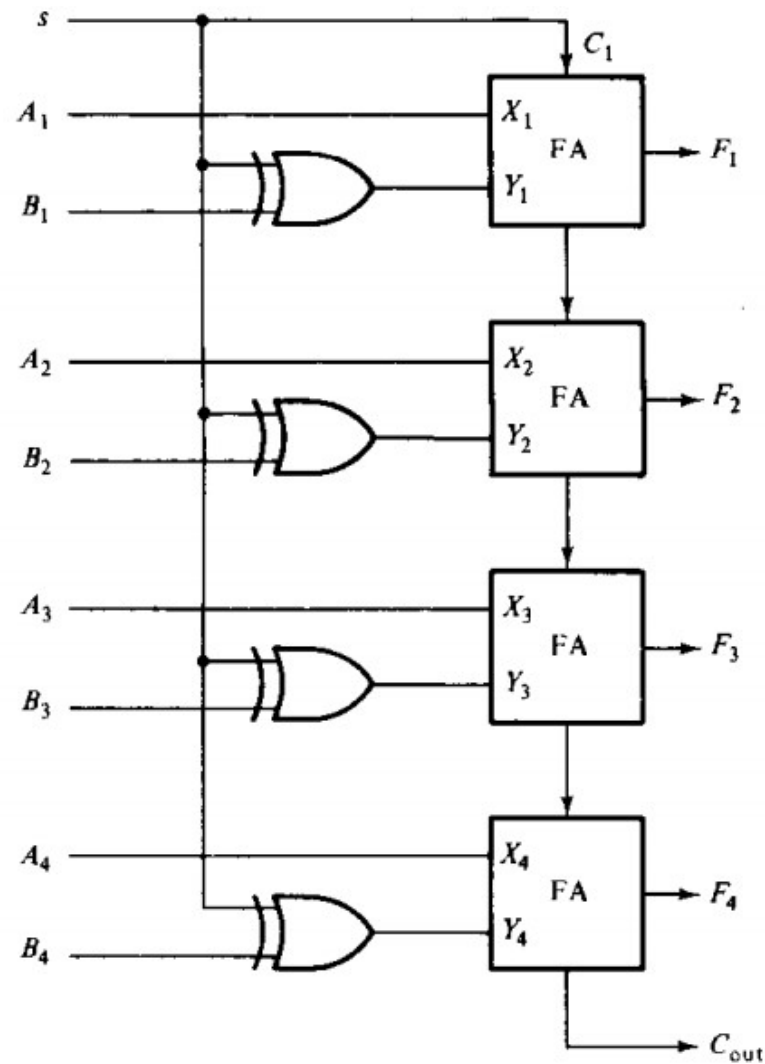 s
C₁
A₁
X₁
FA
F₁
Y₁
B₁
A₂
X₂
FA
F₂
Y₂
B₂
A₃
X₃
FA
F₃
Y₃
B₃
A₄
X₄
FA
F₄
Y₄
B₄
C_out